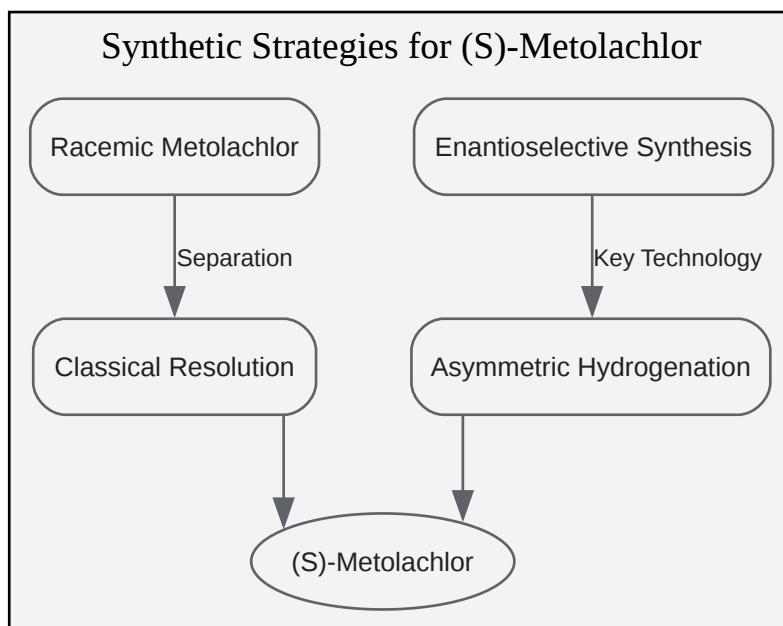 Synthetic Strategies for (S)-Metolachlor
Racemic Metolachlor
Enantioselective Synthesis
Separation
Key Technology
Classical Resolution
Asymmetric Hydrogenation
(S)-Metolachlor